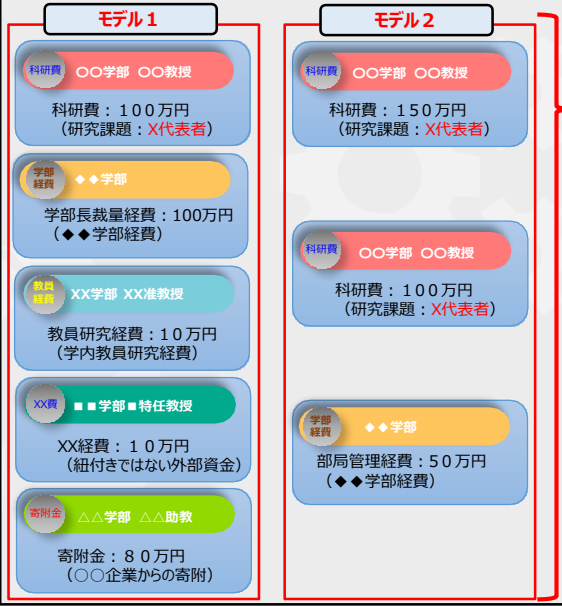 モデル１
科研費
〇〇学部 〇〇教授
科研費：１００万円
（研究課題：X代表者）
学部
経費
◆◆学部
学部長裁量経費：100万円
（◆◆学部経費）
教員
経費
XX学部 XX准教授
教員研究経費：１０万円
（学内教員研究経費）
XX費
■■学部■特任教授
XX経費：１０万円
（紐付きではない外部資金）
寄附金
△△学部 △△助教
寄附金：８０万円
（○○企業からの寄附）
モデル２
科研費
〇〇学部 〇〇教授
科研費：１５０万円
（研究課題：X代表者）
科研費
〇〇学部 〇〇教授
科研費：１００万円
（研究課題：X代表者）
学部
経費
◆◆学部
部局管理経費：５０万円
（◆◆学部経費）